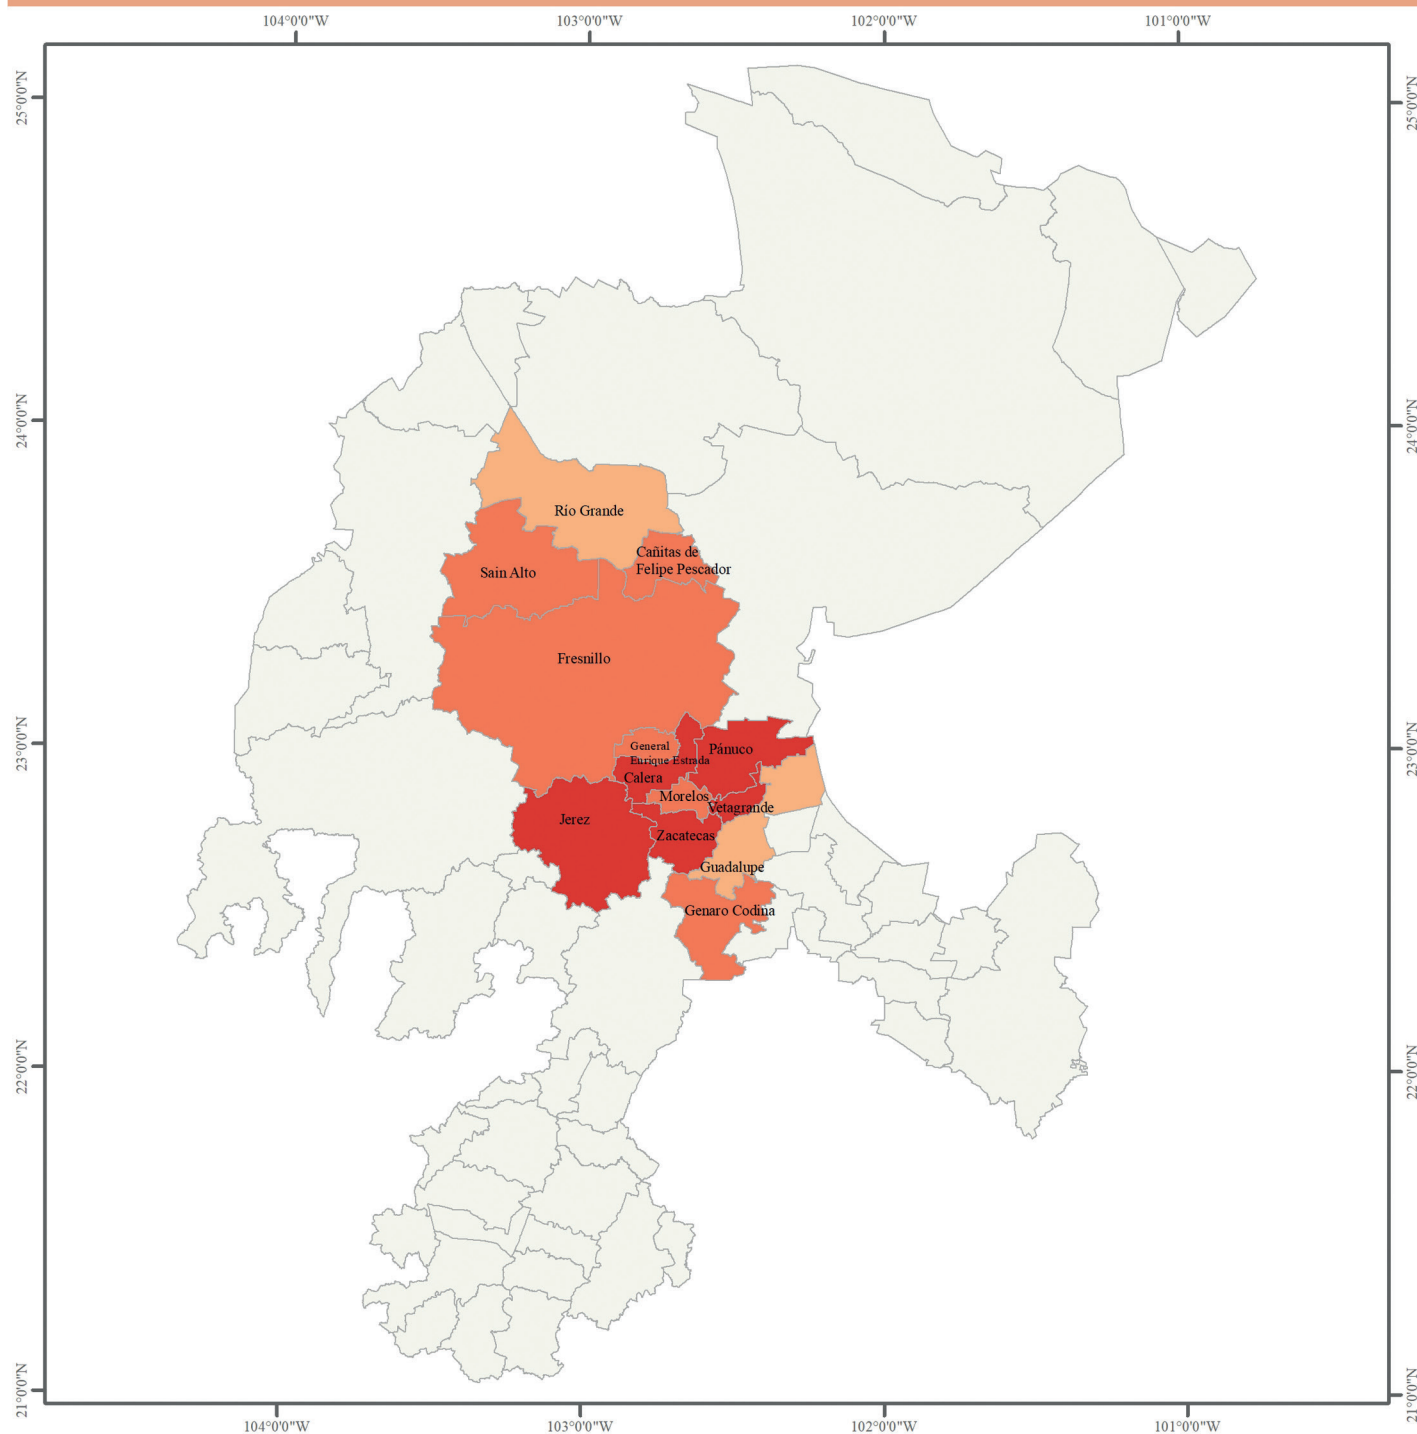 104°0'0"W 103°0'0"W 102°0'0"W 101°0'0"W
25°0'0"N 25°0'0"N
24°0'0"N 24°0'0"N
Río Grande
Cañitas de
Felipe Pescador
Sain Alto
Fresnillo
23°0'0"N 23°0'0"N
General
Enrique Estrada
Pánuco
Calera
Morelos
Vetagrande
Jerez
Zacatecas
Guadalupe
Genaro Codina
22°0'0"N 22°0'0"N
21°0'0"N 21°0'0"N
104°0'0"W 103°0'0"W 102°0'0"W 101°0'0"W